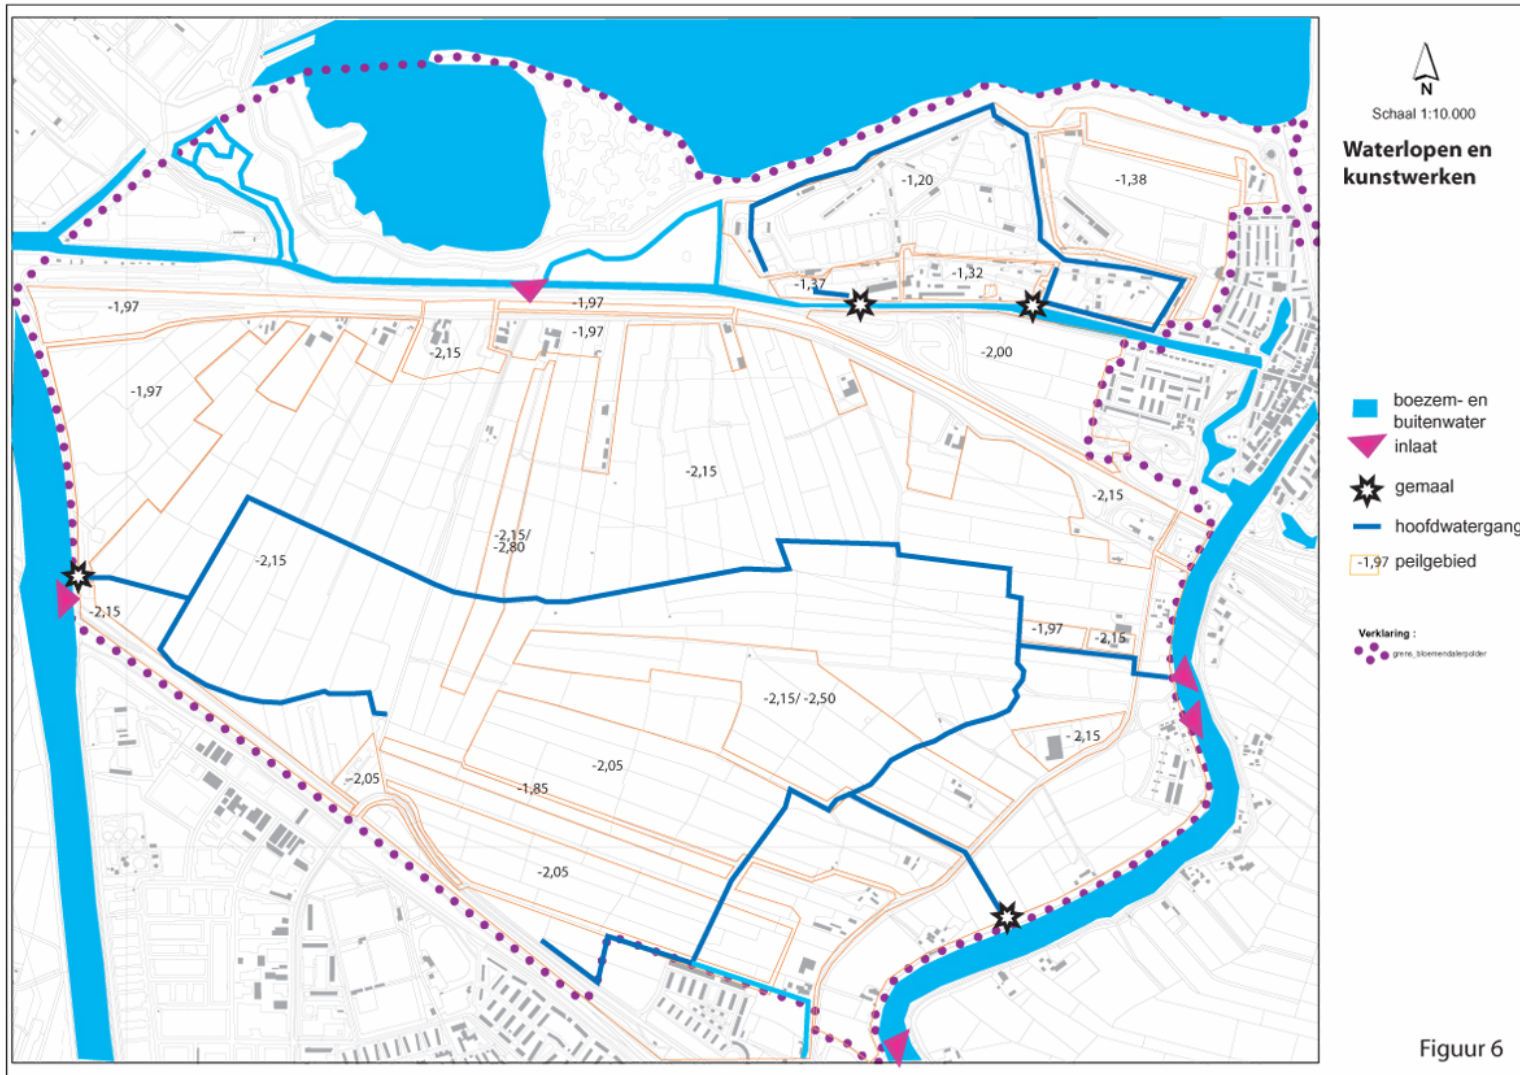 N
Schaal 1:10.000
Waterlopen en
kunstwerken
-1,20
-1,38
-1,37
-1,32
-1,97
-1,97
-1,97
-2,15
-2,00
-1,97
-2,15
-2,15
-2,15/
-2,80
-2,15
-2,15
-1,97
-2,15
-2,15/ -2,50
-2,15
-2,05
-2,05
-1,85
-2,05
boezem- en
buitenwater
inlaat
gemaal
hoofdwatergang
-1,97 peilgebied
Verklaring :
grens_bloemendalerpolder
Figuur 6